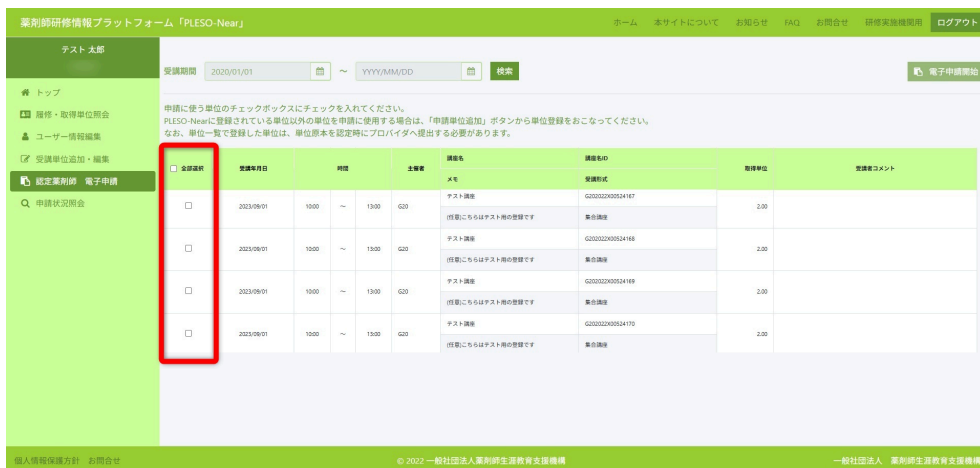 薬剤師研修情報プラットフォーム「PLESO-Near」
ホーム 本サイトについて お知らせ FAQ お問合せ 研修実施機関用 ログアウト
テスト 太郎
トップ
履修・取得単位照会
ユーザー情報編集
受講単位追加・編集
認定薬剤師 電子申請
申請状況照会
受講期間 2020/01/01 ~ YYYY/MM/DD 検索 電子申請開始
申請に使う単位のチェックボックスにチェックを入れてください。
PLESO-Nearに登録されている単位以外の単位を申請に使用する場合は、「申請単位追加」ボタンから単位登録をおこなってください。
なお、単位一覧で登録した単位は、単位原本を認定時にプロバイダへ提出する必要があります。
全部選択 受講年月日 時間 主催者 講座名 講座名ID 取得単位 受講者コメント
メモ 受講形式
2023/09/01 10:00 ~ 13:00 G20 テスト講座 G202022X00524167 2.00
(任意)こちらはテスト用の登録です 集合講座
2023/09/01 10:00 ~ 13:00 G20 テスト講座 G202022X00524168 2.00
(任意)こちらはテスト用の登録です 集合講座
2023/09/01 10:00 ~ 13:00 G20 テスト講座 G202022X00524169 2.00
(任意)こちらはテスト用の登録です 集合講座
2023/09/01 10:00 ~ 13:00 G20 テスト講座 G202022X00524170 2.00
(任意)こちらはテスト用の登録です 集合講座
個人情報保護方針 お問合せ © 2022 一般社団法人薬剤師生涯教育支援機構 一般社団法人 薬剤師生涯教育支援機構